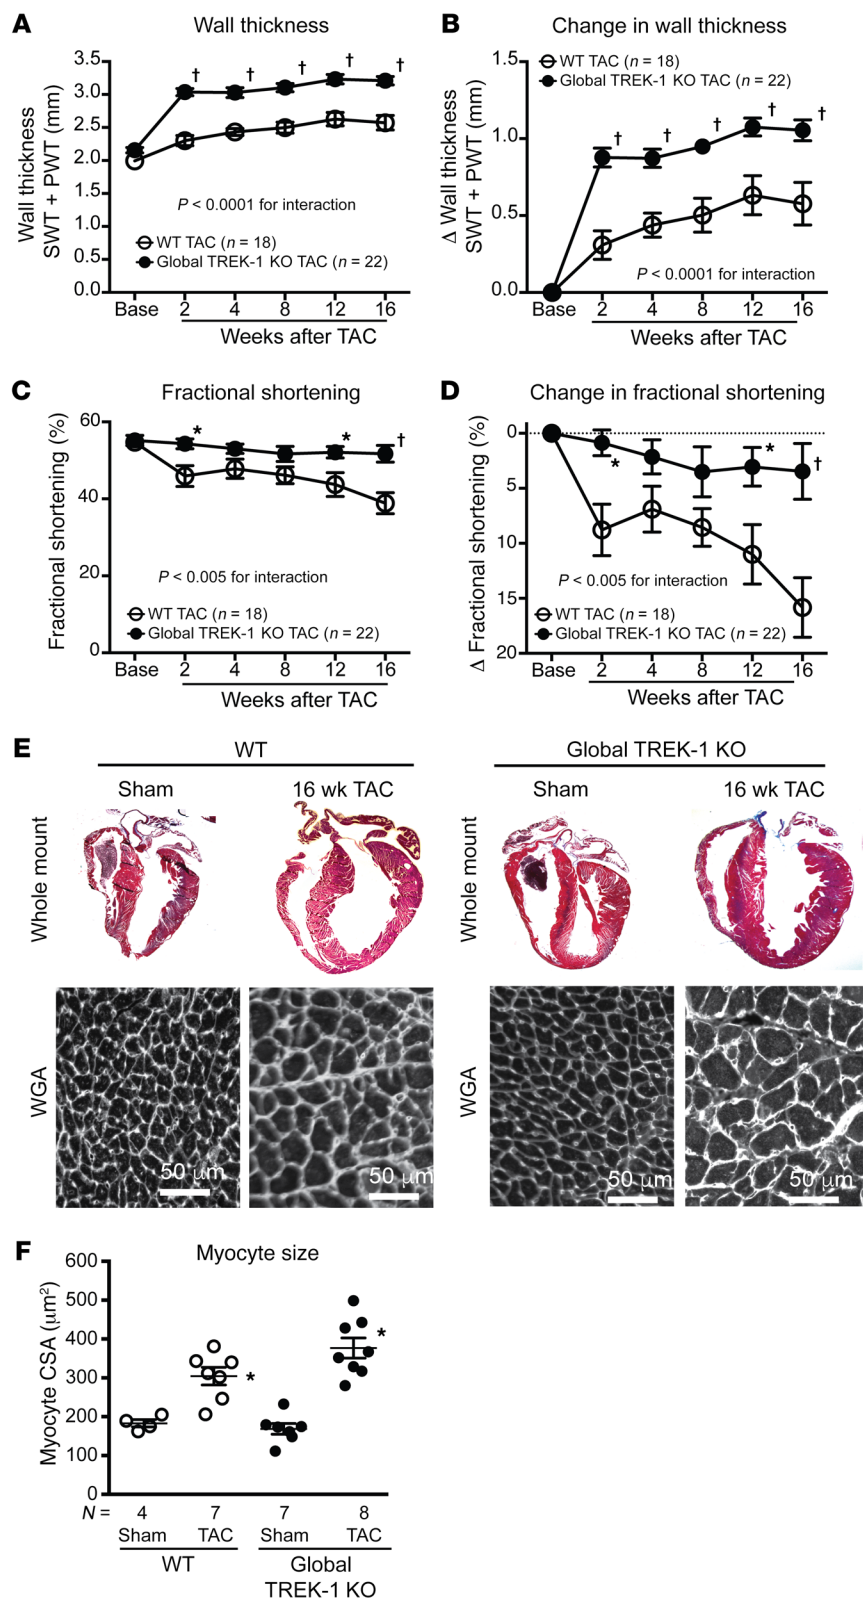 A
Wall thickness
Wall thickness
SWT + PWT (mm)
3.5
3.0
2.5
2.0
1.5
1.0
0.5
0.0
† † † † †
P < 0.0001 for interaction
WT TAC (n = 18)
Global TREK-1 KO TAC (n = 22)
Base 2 4 8 12 16
Weeks after TAC
B
Change in wall thickness
Δ Wall thickness
SWT + PWT (mm)
1.5
1.0
0.5
0.0
WT TAC (n = 18)
Global TREK-1 KO TAC (n = 22)
† † † † †
P < 0.0001 for interaction
Base 2 4 8 12 16
Weeks after TAC
C
Fractional shortening
Fractional shortening (%)
60
40
20
0
* * †
P < 0.005 for interaction
WT TAC (n = 18)
Global TREK-1 KO TAC (n = 22)
Base 2 4 8 12 16
Weeks after TAC
D
Change in fractional shortening
Δ Fractional shortening (%)
0
5
10
15
20
* * †
P < 0.005 for interaction
WT TAC (n = 18)
Global TREK-1 KO TAC (n = 22)
Base 2 4 8 12 16
Weeks after TAC
E
WT
Global TREK-1 KO
Sham
16 wk TAC
Sham
16 wk TAC
Whole mount
Whole mount
WGA
WGA
50 μm
50 μm
50 μm
50 μm
F
Myocyte size
Myocyte CSA (μm²)
600
500
400
300
200
100
0
* *
N = 4 7 7 8
Sham TAC Sham TAC
WT
Global
TREK-1 KO